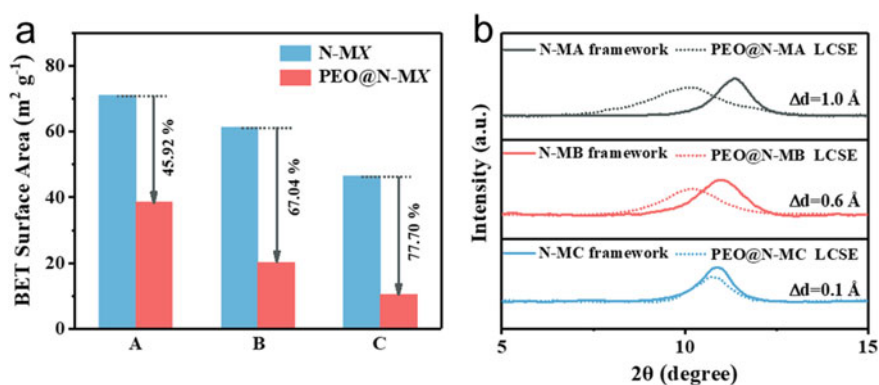 a
N-MX
PEO@N-MX
BET Surface Area (m² g⁻¹)
80
60
40
20
0
45.92 %
67.04 %
77.70 %
A
B
C
b
N-MA framework
PEO@N-MA LCSE
Δd=1.0 Å
N-MB framework
PEO@N-MB LCSE
Δd=0.6 Å
N-MC framework
PEO@N-MC LCSE
Δd=0.1 Å
Intensity (a.u.)
5
10
15
2θ (degree)